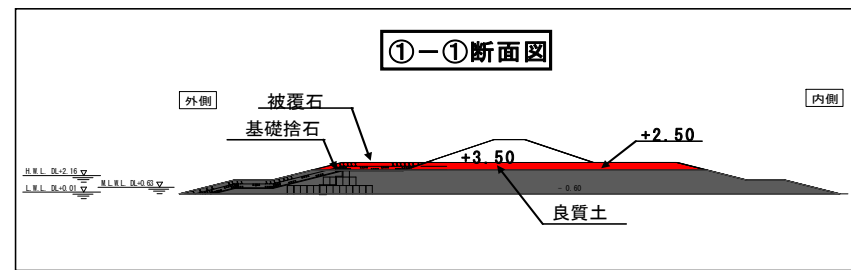 ①－①断面図
外側
被覆石
内側
基礎捨石
+2.50
+3.50
H.W.L. DL+2.16
M.L.W.L. DL+0.63
L.W.L. DL+0.01
-0.60
良質土